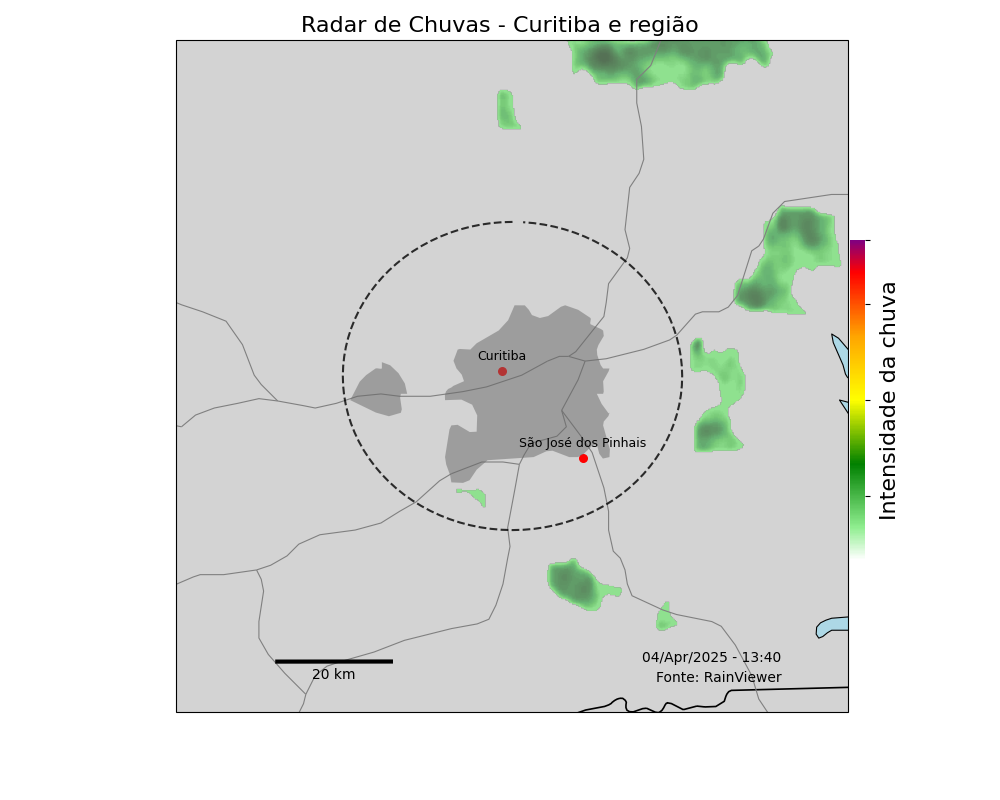 Radar de Chuvas - Curitiba e região
Curitiba
São José dos Pinhais
Intensidade da chuva
04/Apr/2025 - 13:40
20 km
Fonte: RainViewer